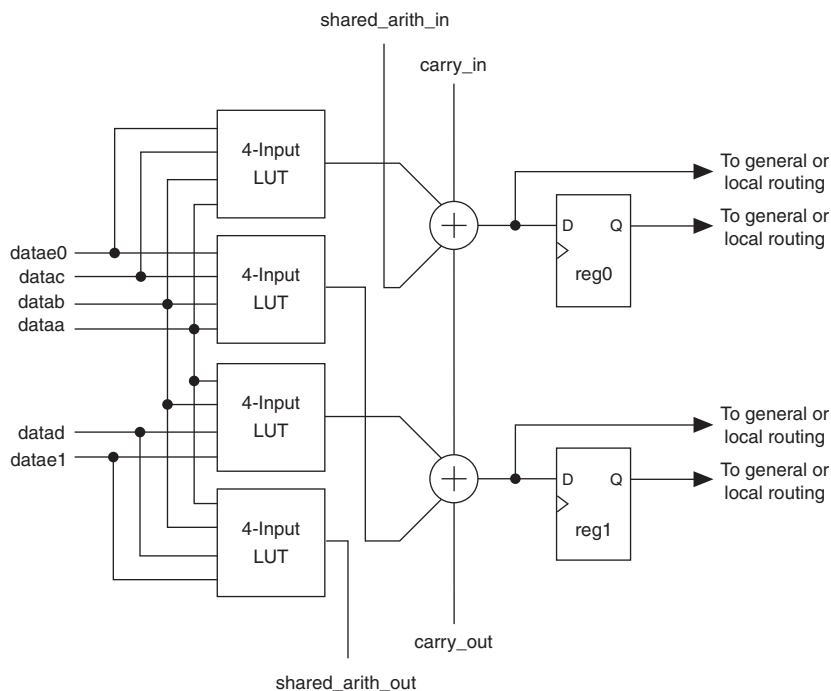 shared_arith_in
carry_in
4-Input
LUT
To general or
local routing
D Q
reg0
To general or
local routing
datae0
datac
datab
dataa
4-Input
LUT
4-Input
LUT
To general or
local routing
datad
datae1
D Q
reg1
To general or
local routing
4-Input
LUT
carry_out
shared_arith_out